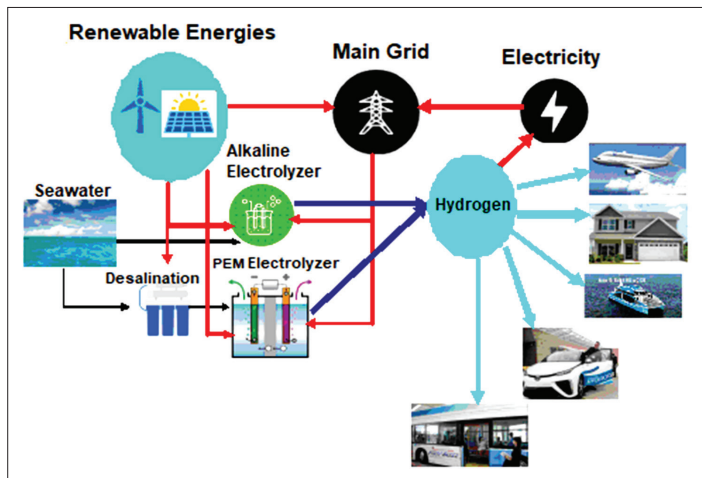 Renewable Energies
Main Grid
Electricity
Alkaline
Electrolyzer
Seawater
Hydrogen
Desalination
PEM Electrolyzer